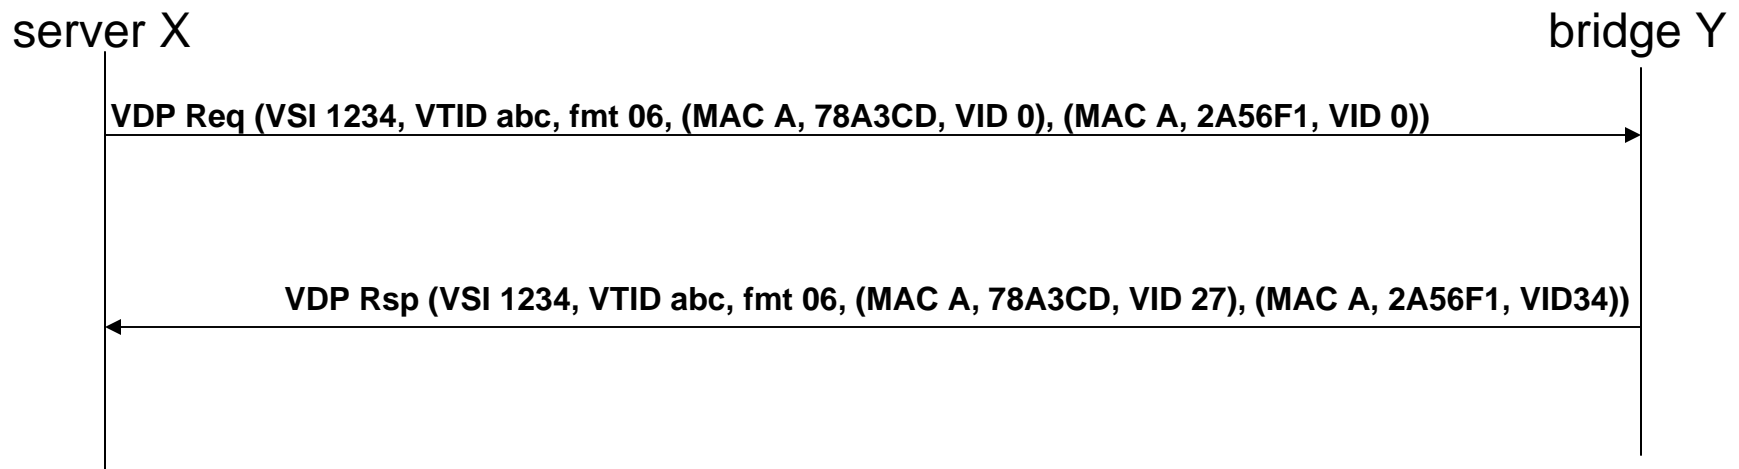 server X
bridge Y
VDP Req (VSI 1234, VTID abc, fmt 06, (MAC A, 78A3CD, VID 0), (MAC A, 2A56F1, VID 0))
VDP Rsp (VSI 1234, VTID abc, fmt 06, (MAC A, 78A3CD, VID 27), (MAC A, 2A56F1, VID34))